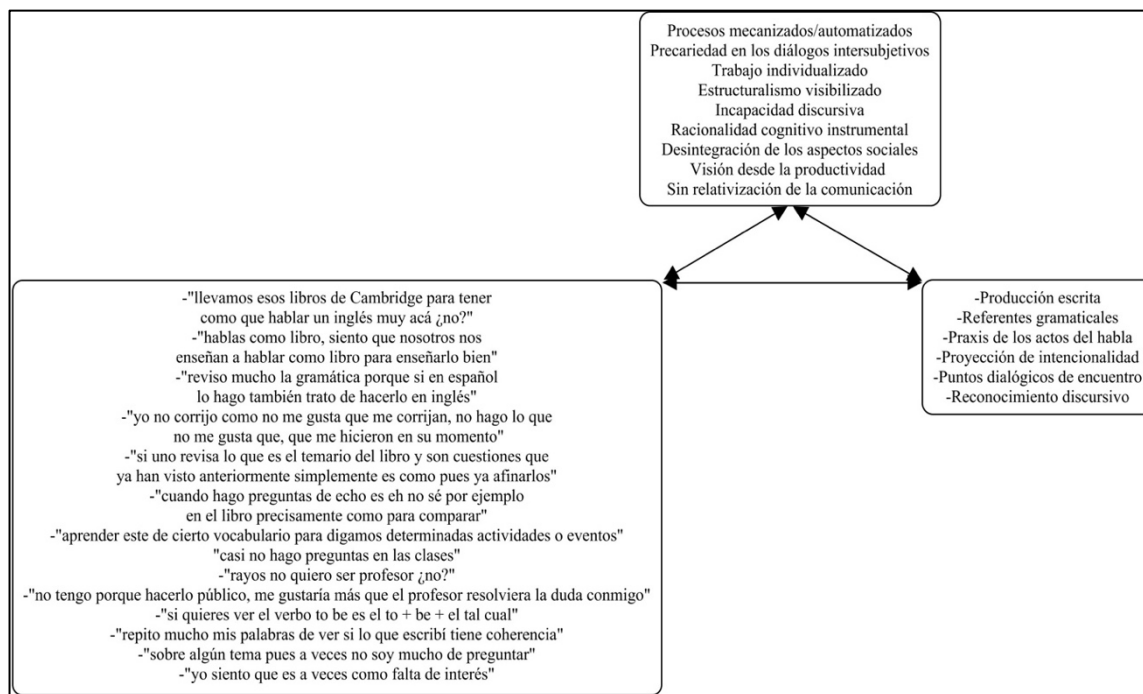 Procesos mecanizados/automatizados
Precariedad en los diálogos intersubjetivos
Trabajo individualizado
Estructuralismo visibilizado
Incapacidad discursiva
Racionalidad cognitivo instrumental
Desintegración de los aspectos sociales
Visión desde la productividad
Sin relativización de la comunicación
-"llevamos esos libros de Cambridge para tener
como que hablar un inglés muy acá ¿no?"
-"hablas como libro, siento que nosotros nos
enseñan a hablar como libro para enseñarlo bien"
-"reviso mucho la gramática porque si en español
lo hago también trato de hacerlo en inglés"
-"yo no corrijo como no me gusta que me corrijan, no hago lo que
no me gusta que, que me hicieron en su momento"
-"si uno revisa lo que es el temario del libro y son cuestiones que
ya han visto anteriormente simplemente es como pues ya afinarlos"
-"cuando hago preguntas de echo es eh no sé por ejemplo
en el libro precisamente como para comparar"
-"aprender este de cierto vocabulario para digamos determinadas actividades o eventos"
"casi no hago preguntas en las clases"
-"rayos no quiero ser profesor ¿no?"
-"no tengo porque hacerlo público, me gustaría más que el profesor resolviera la duda conmigo"
-"si quieres ver el verbo to be es el to + be + el tal cual"
-"repito mucho mis palabras de ver si lo que escribí tiene coherencia"
-"sobre algún tema pues a veces no soy mucho de preguntar"
-"yo siento que es a veces como falta de interés"
-Producción escrita
-Referentes gramaticales
-Praxis de los actos del habla
-Proyección de intencionalidad
-Puntos dialógicos de encuentro
-Reconocimiento discursivo